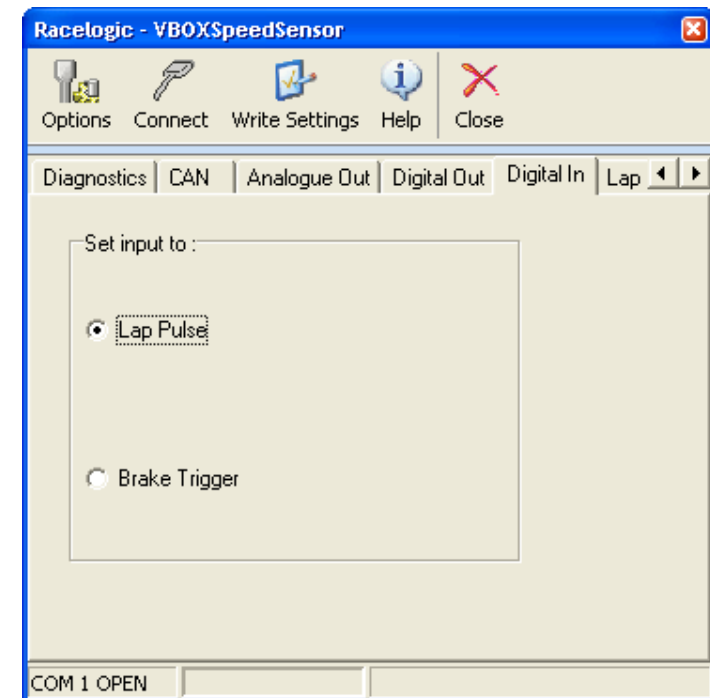 Racelogic - VBOXSpeedSensor
Options Connect Write Settings Help Close
Diagnostics CAN Analogue Out Digital Out Digital In Lap
Set input to :
Lap Pulse
Brake Trigger
COM 1 OPEN